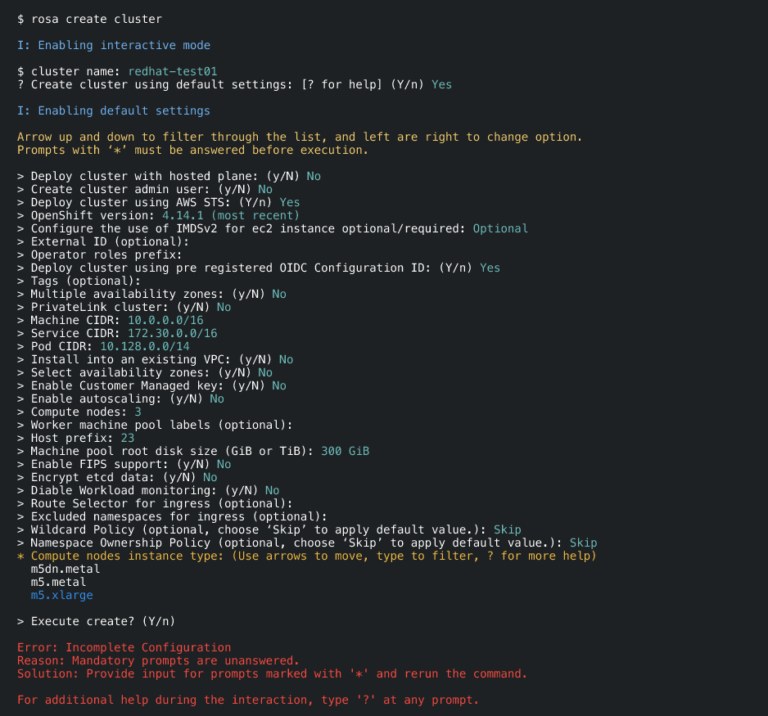 $ rosa create cluster
I: Enabling interactive mode
$ cluster name: redhat-test01
? Create cluster using default settings: [? for help] (Y/n) Yes
I: Enabling default settings
Arrow up and down to filter through the list, and left are right to change option.
Prompts with ‘*’ must be answered before execution.
> Deploy cluster with hosted plane: (y/N) No
> Create cluster admin user: (y/N) No
> Deploy cluster using AWS STS: (Y/n) Yes
> OpenShift version: 4.14.1 (most recent)
> Configure the use of IMDSv2 for ec2 instance optional/required: Optional
> External ID (optional):
> Operator roles prefix:
> Deploy cluster using pre registered OIDC Configuration ID: (Y/n) Yes
> Tags (optional):
> Multiple availability zones: (y/N) No
> PrivateLink cluster: (y/N) No
> Machine CIDR: 10.0.0.0/16
> Service CIDR: 172.30.0.0/16
> Pod CIDR: 10.128.0.0/14
> Install into an existing VPC: (y/N) No
> Select availability zones: (y/N) No
> Enable Customer Managed key: (y/N) No
> Enable autoscaling: (y/N) No
> Compute nodes: 3
> Worker machine pool labels (optional):
> Host prefix: 23
> Machine pool root disk size (GiB or TiB): 300 GiB
> Enable FIPS support: (y/N) No
> Encrypt etcd data: (y/N) No
> Diable Workload monitoring: (y/N) No
> Route Selector for ingress (optional):
> Excluded namespaces for ingress (optional):
> Wildcard Policy (optional, choose ‘Skip’ to apply default value.): Skip
> Namespace Ownership Policy (optional, choose ‘Skip’ to apply default value.): Skip
* Compute nodes instance type: (Use arrows to move, type to filter, ? for more help)
m5dn.metal
m5.metal
m5.xlarge
> Execute create? (Y/n)
Error: Incomplete Configuration
Reason: Mandatory prompts are unanswered.
Solution: Provide input for prompts marked with '*' and rerun the command.
For additional help during the interaction, type '?' at any prompt.